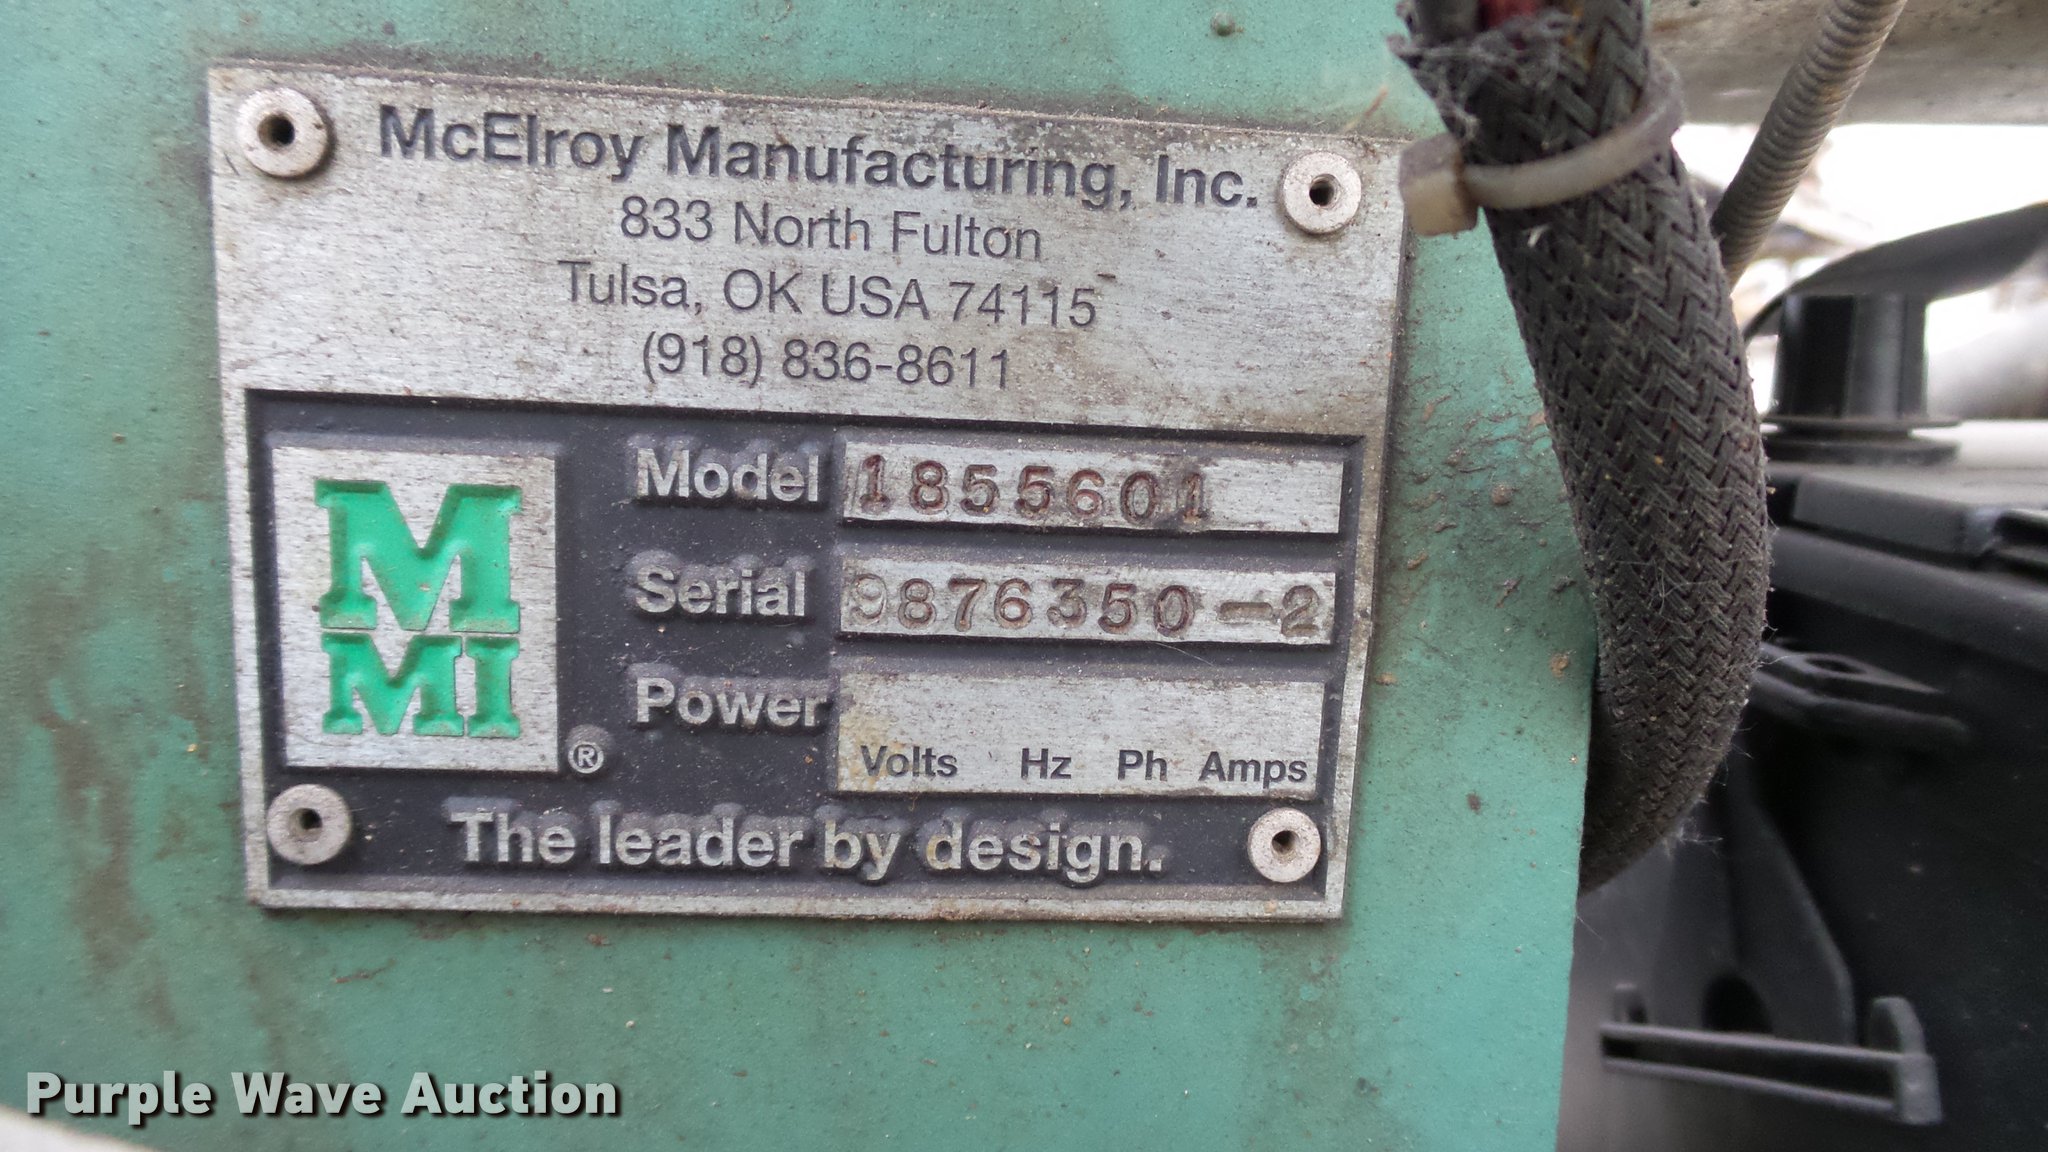 McElroy Manufacturing, Inc.
833 North Fulton
Tulsa, OK USA 74115
(918) 836-8611
M
MI
®
Model 1855601
Serial 9876350-2
Power
Volts Hz Ph Amps
The leader by design.
Purple Wave Auction